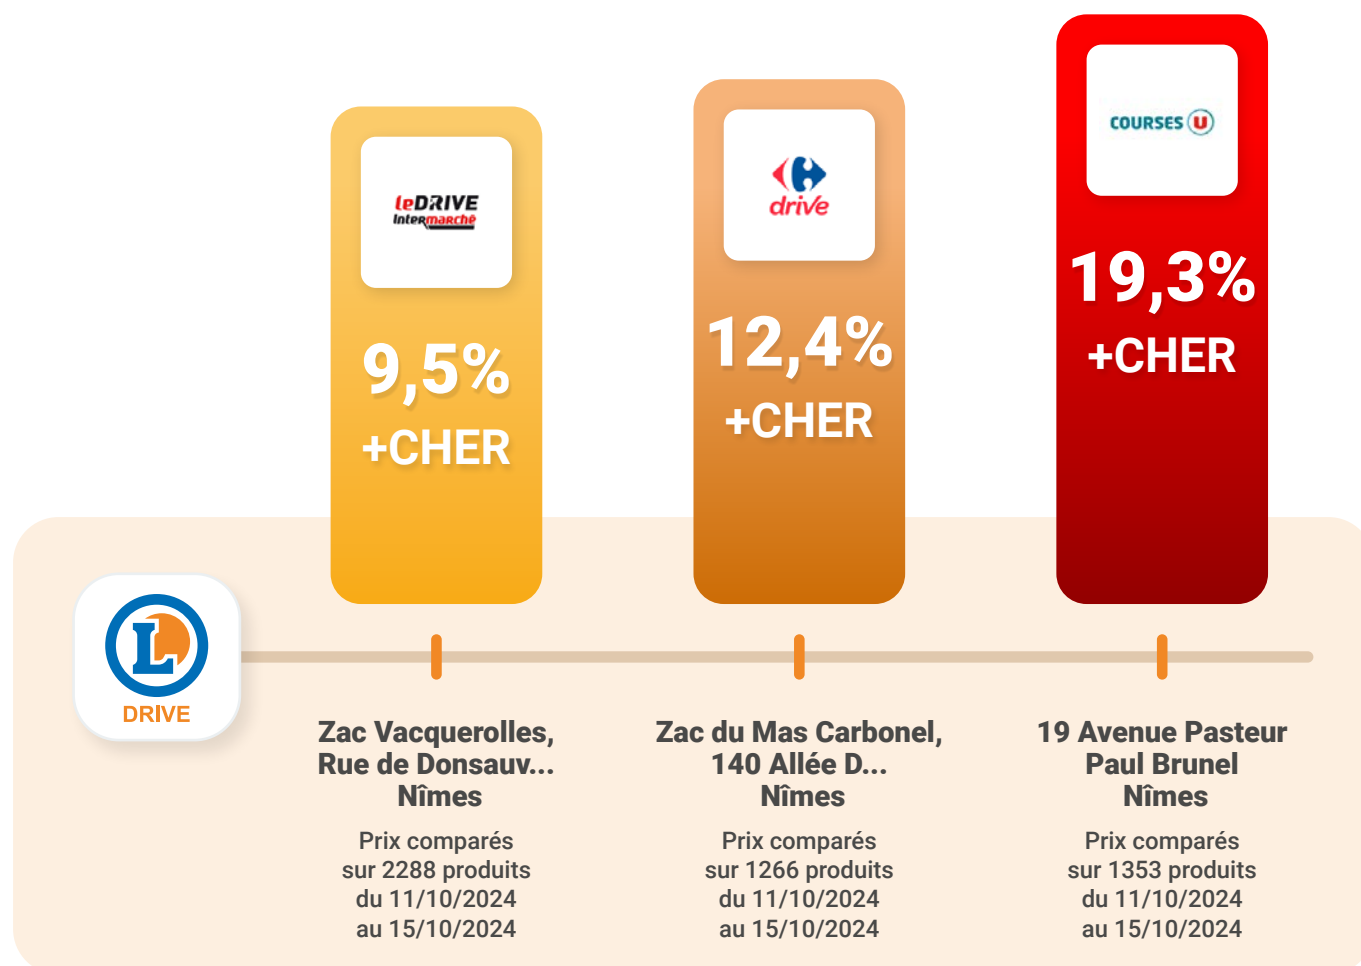 leDRIVE
Intermarché
9,5%
+CHER
drive
12,4%
+CHER
COURSES U
19,3%
+CHER
L
DRIVE
Zac Vacquerolles,
Rue de Donsauv...
Nîmes
Prix comparés
sur 2288 produits
du 11/10/2024
au 15/10/2024
Zac du Mas Carbonel,
140 Allée D...
Nîmes
Prix comparés
sur 1266 produits
du 11/10/2024
au 15/10/2024
19 Avenue Pasteur
Paul Brunel
Nîmes
Prix comparés
sur 1353 produits
du 11/10/2024
au 15/10/2024